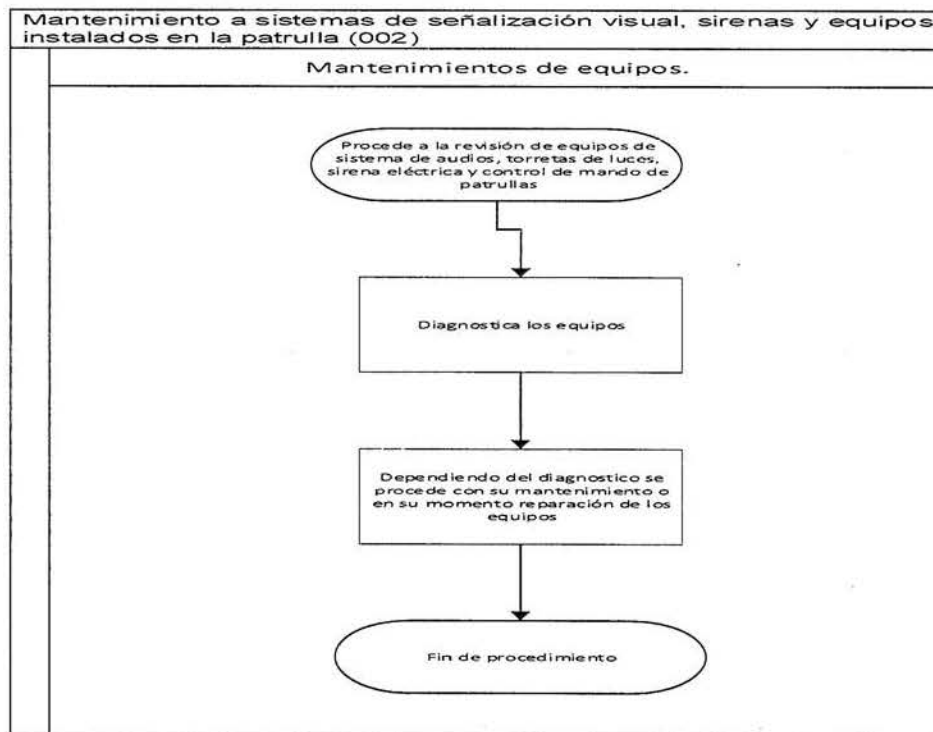 Mantenimiento a sistemas de señalización visual, sirenas y equipos
instalados en la patrulla (002)
Mantenimientos de equipos.
Procede a la revisión de equipos de
sistema de audios, torretas de luces,
sirena eléctrica y control de mando de
patrullas
Diagnostica los equipos
Dependiendo del diagnostico se
procede con su mantenimiento o
en su momento reparación de los
equipos
Fin de procedimiento